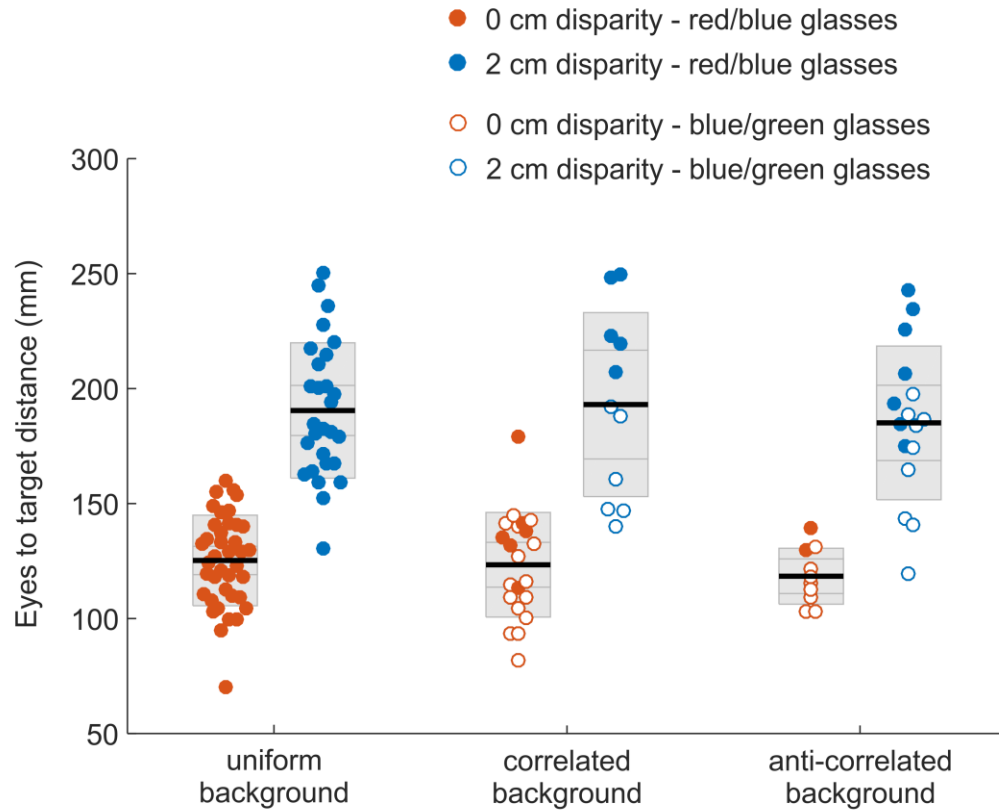 0 cm disparity - red/blue glasses
2 cm disparity - red/blue glasses
0 cm disparity - blue/green glasses
2 cm disparity - blue/green glasses
Eyes to target distance (mm)
300
250
200
150
100
50
uniform
background
correlated
background
anti-correlated
background